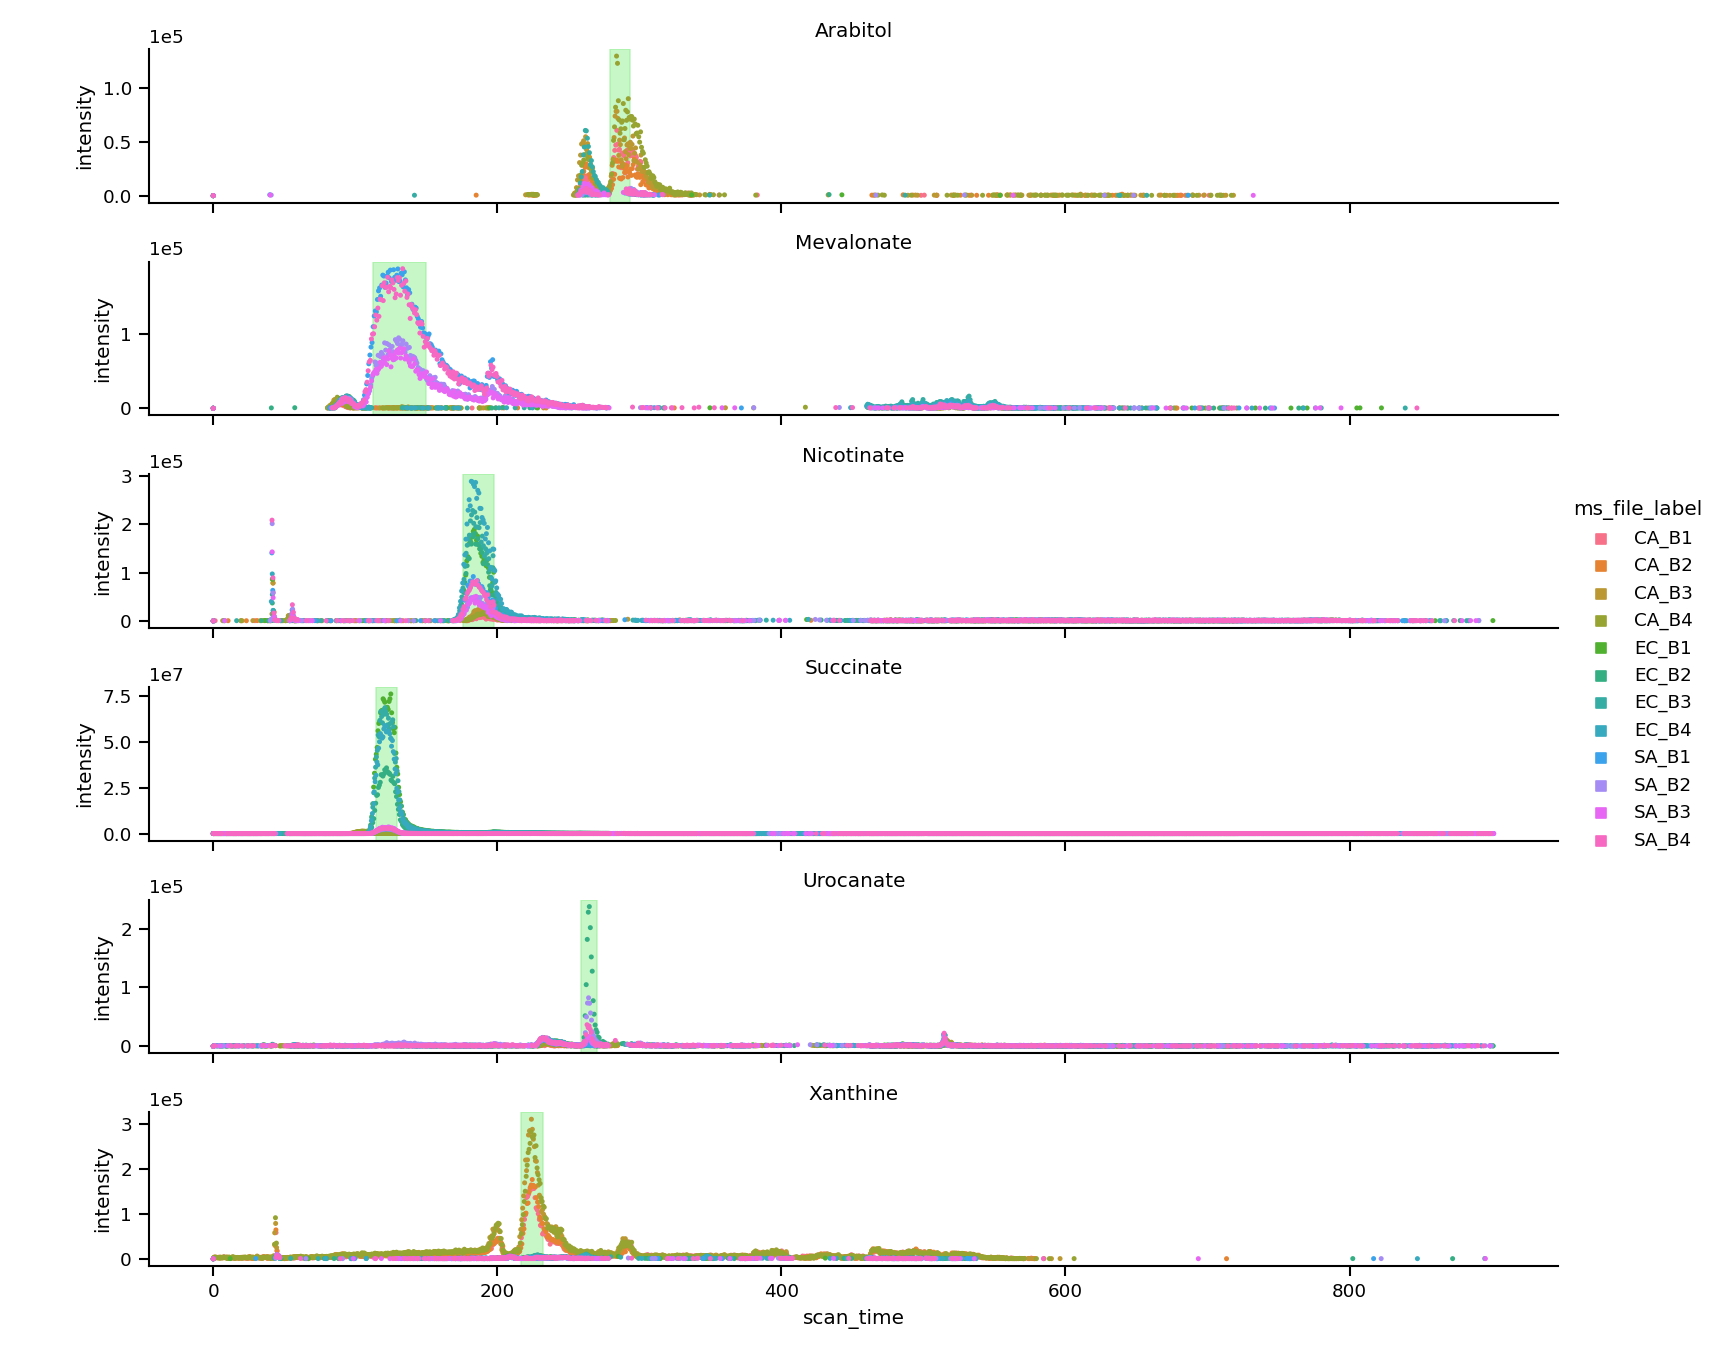 Arabitol
1e5
1.0
0.5
0.0
intensity
Mevalonate
1e5
1
0
intensity
Nicotinate
1e5
3
2
1
0
intensity
Succinate
1e7
7.5
5.0
2.5
0.0
intensity
Urocanate
1e5
2
1
0
intensity
Xanthine
1e5
3
2
1
0
intensity
0 200 400 600 800
scan_time
ms_file_label
CA_B1
CA_B2
CA_B3
CA_B4
EC_B1
EC_B2
EC_B3
EC_B4
SA_B1
SA_B2
SA_B3
SA_B4